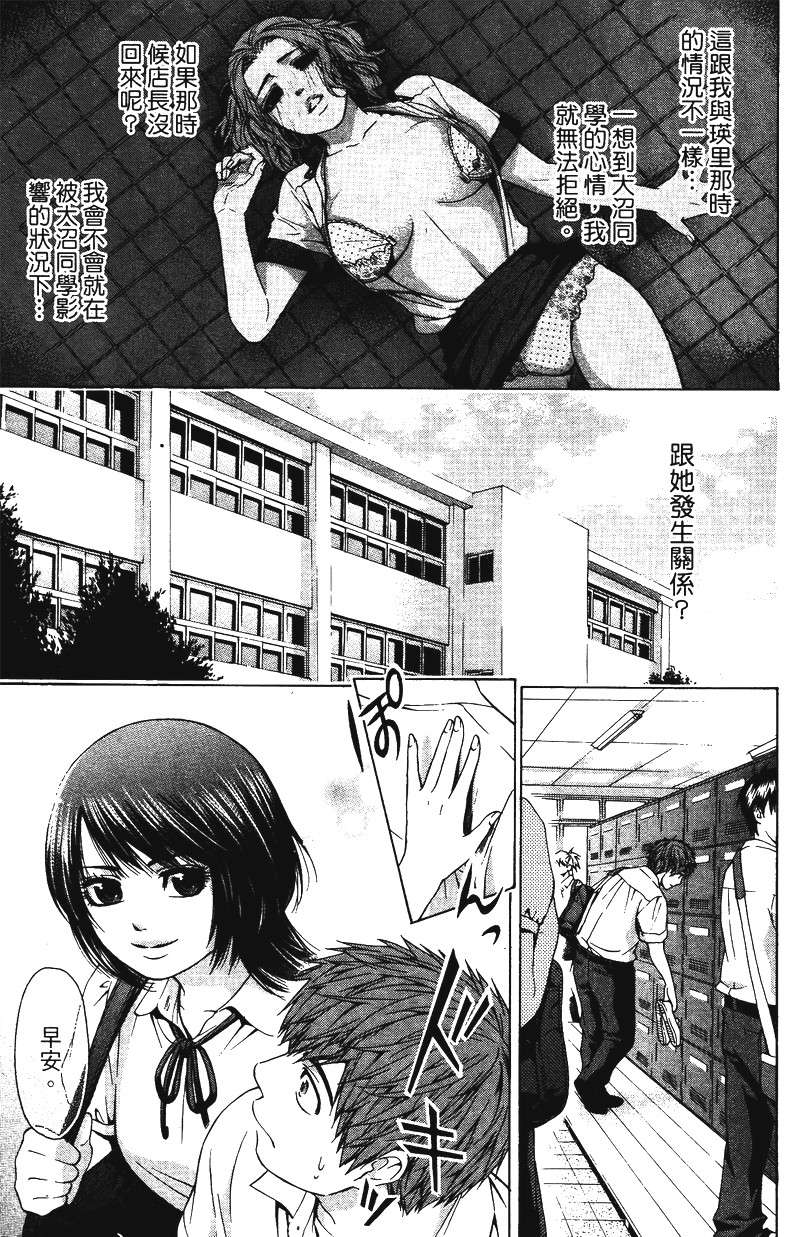 這跟我與瑛里那時
的情況不一樣…
一想到大沼同
學的心情，我
就無法拒絕。
如果那時
候店長沒
回來呢？
我會不會就在
被大沼同學影
響的狀況下…
跟她發生關係？
ぽん
早安。
ドキ